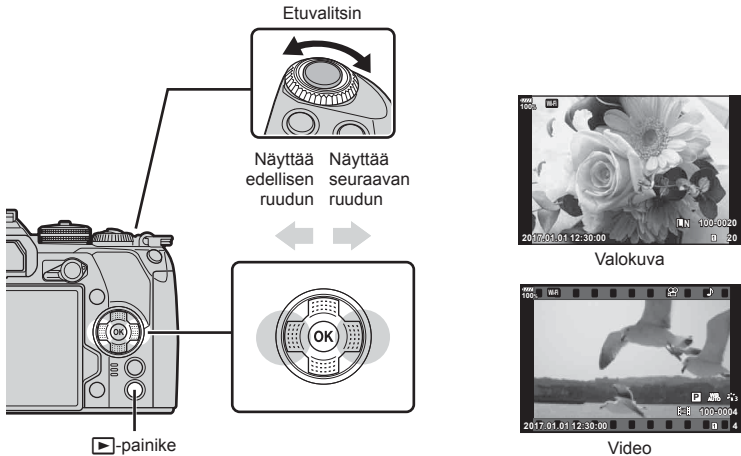 Etuvalitsin
Näyttää edellisen ruudun
Näyttää seuraavan ruudun
OK
OK
-painike
100%
Wi-Fi
N 100-0020
2017.01.01 12:30:00 20
Valokuva
100%
Wi-Fi
P
100-0004
2017.01.01 12:30:00 4
Video